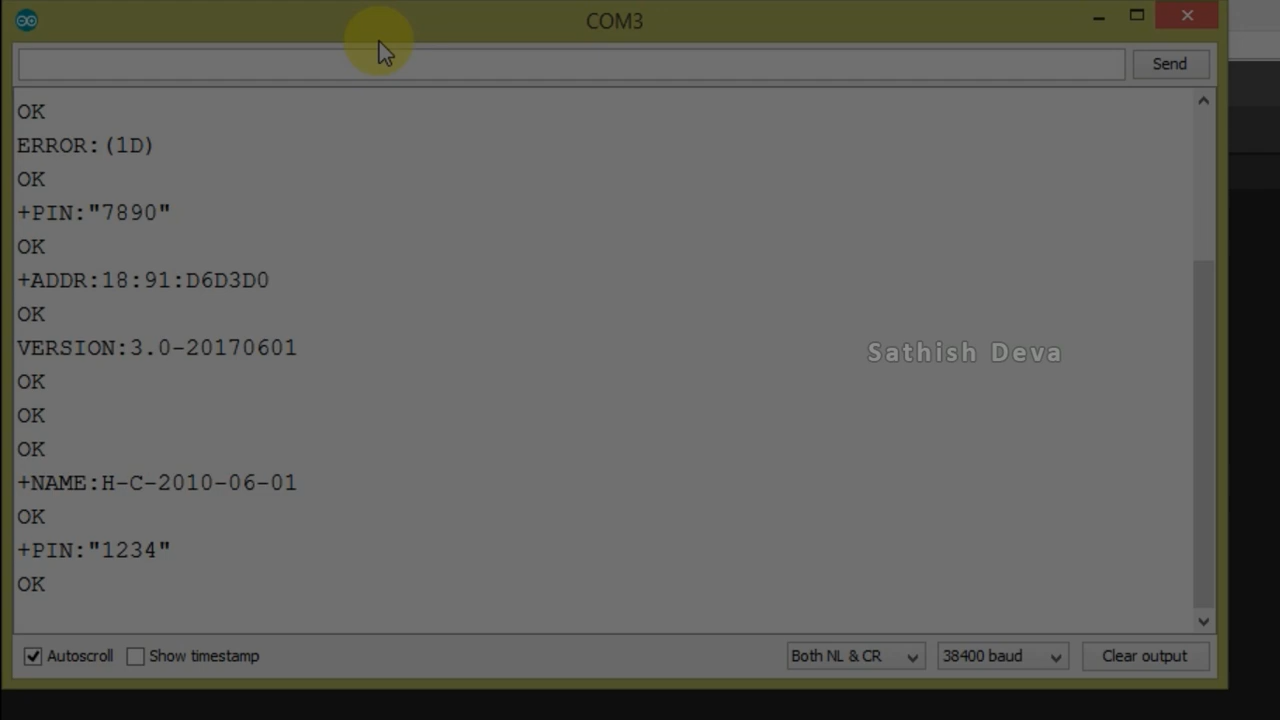 COM3
Send
OK
ERROR:(1D)
OK
+PIN:"7890"
OK
+ADDR:18:91:D6D3D0
OK
VERSION:3.0-20170601
Sathish Deva
OK
OK
OK
+NAME:H-C-2010-06-01
OK
+PIN:"1234"
OK
Autoscroll Show timestamp Both NL & CR 38400 baud Clear output